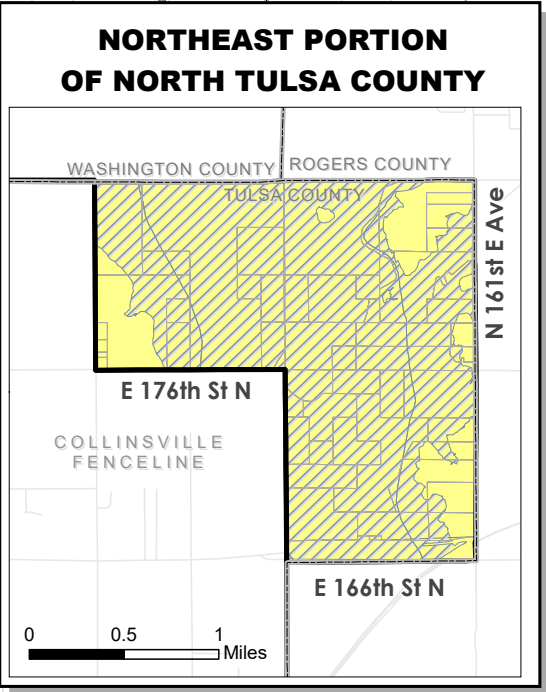 NORTHEAST PORTION
OF NORTH TULSA COUNTY
WASHINGTON COUNTY
ROGERS COUNTY
TULSA COUNTY
N 161st E Ave
E 176th St N
COLLINSVILLE
FENCELINE
E 166th St N
0 0.5 1
Miles